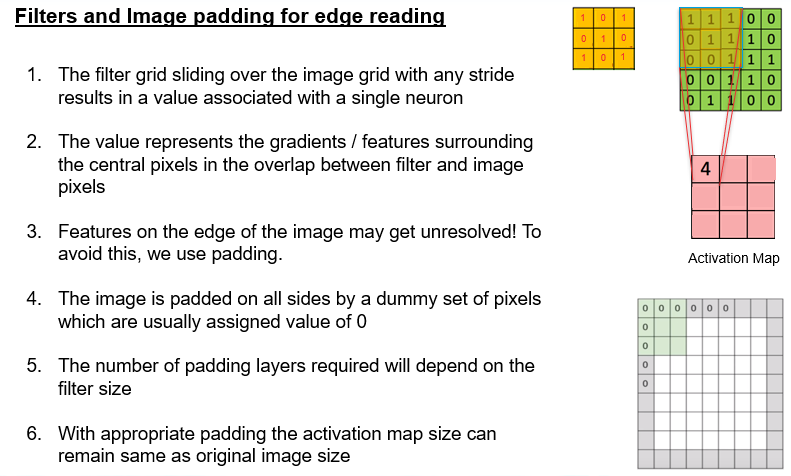 Filters and Image padding for edge reading
1. The filter grid sliding over the image grid with any stride
results in a value associated with a single neuron
2. The value represents the gradients / features surrounding
the central pixels in the overlap between filter and image
pixels
3. Features on the edge of the image may get unresolved! To
avoid this, we use padding.
4. The image is padded on all sides by a dummy set of pixels
which are usually assigned value of 0
5. The number of padding layers required will depend on the
filter size
6. With appropriate padding the activation map size can
remain same as original image size
1 0 1
0 1 0
1 0 1
1 1 1 0 0
0 1 1 1 0
0 0 1 1 1
0 0 1 1 0
0 1 1 0 0
4
Activation Map
0 0 0 0 0 0
0
0
0
0